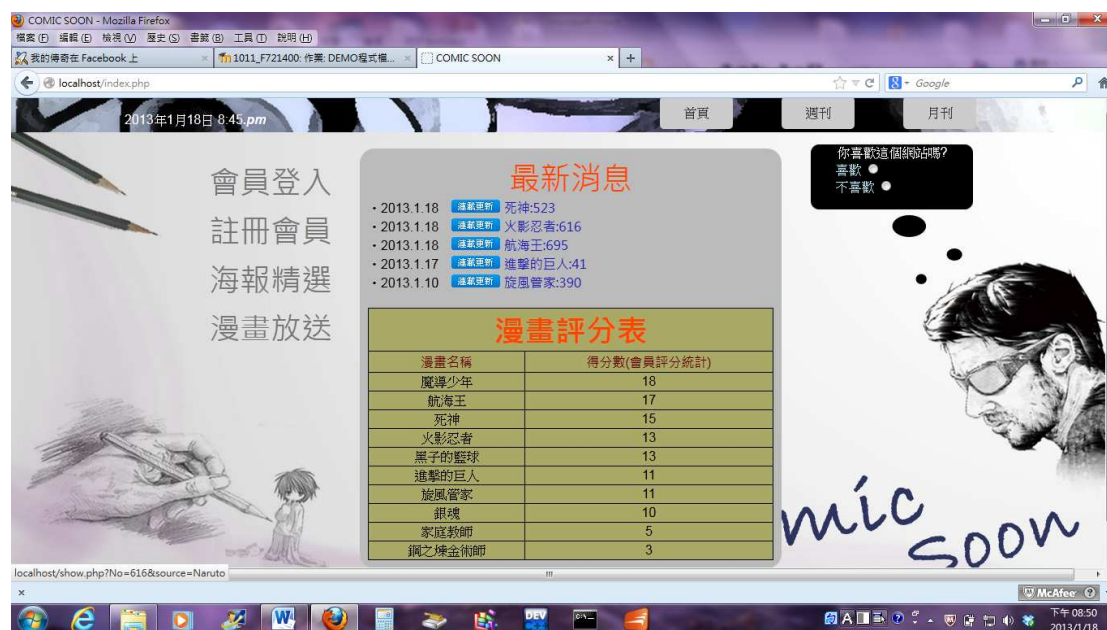 COMIC SOON - Mozilla Firefox
檔案(F) 編輯(E) 檢視(V) 歷史(S) 書籤(B) 工具(T) 說明(H)
我的傳奇在 Facebook 上 × 1011_F721400: 作業: DEMO程式檔... × COMIC SOON × +
localhost/index.php Google
2013年1月18日 8:45.pm 首頁 週刊 月刊
會員登入
註冊會員
海報精選
漫畫放送
最新消息
・2013.1.18 連載更新 死神:523
・2013.1.18 連載更新 火影忍者:616
・2013.1.18 連載更新 航海王:695
・2013.1.17 連載更新 進擊的巨人:41
・2013.1.10 連載更新 旋風管家:390
漫畫評分表
漫畫名稱 得分數(會員評分統計)
魔導少年 18
航海王 17
死神 15
火影忍者 13
黑子的籃球 13
進擊的巨人 11
旋風管家 11
銀魂 10
家庭教師 5
鋼之煉金術師 3
你喜歡這個網站嗎?
喜歡
不喜歡
omic
soon
localhost/show.php?No=616&source=Naruto
× McAfee
W DEV A 下午 08:50
2013/1/18